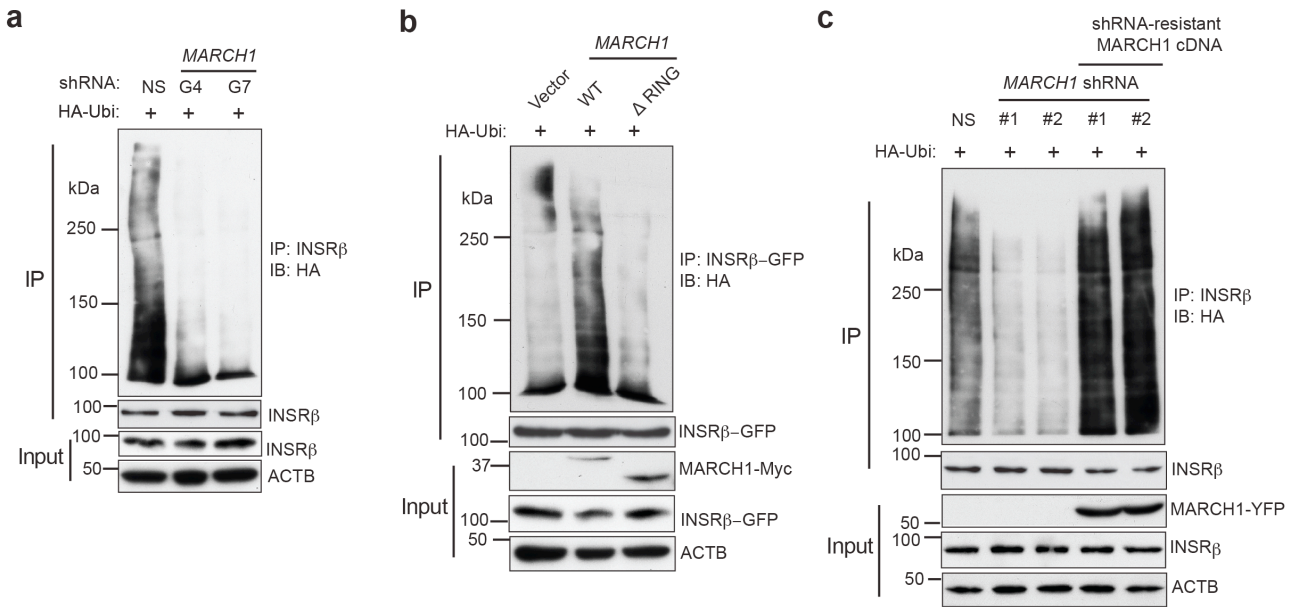 a
MARCH1
shRNA: NS G4 G7
HA-Ubi: + + +
kDa
250
150
100
IP
IP: INSRβ
IB: HA
100
INSRβ
100
INSRβ
Input
50
ACTB
b
MARCH1
Vector WT Δ RING
HA-Ubi: + + +
kDa
250
150
100
IP
IP: INSRβ–GFP
IB: HA
100
INSRβ–GFP
37
MARCH1-Myc
Input
100
INSRβ–GFP
50
ACTB
c
shRNA-resistant
MARCH1 cDNA
MARCH1 shRNA
NS #1 #2 #1 #2
HA-Ubi: + + + + +
kDa
250
150
100
IP
IP: INSRβ
IB: HA
100
INSRβ
50
MARCH1-YFP
Input
100
INSRβ
50
ACTB